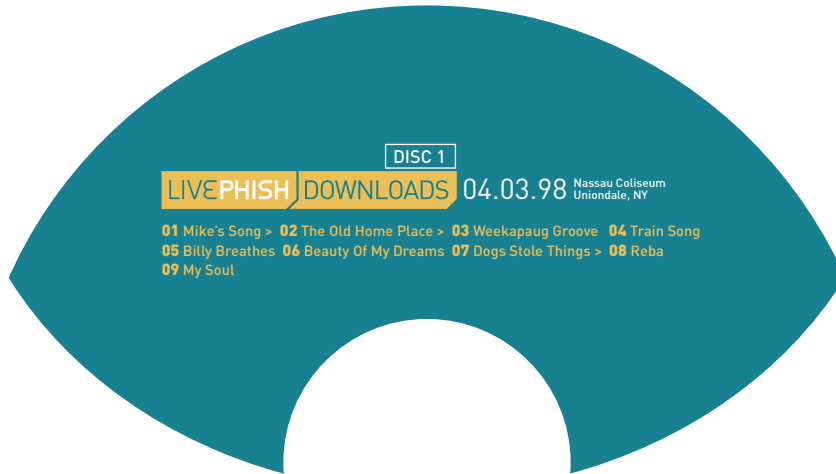 DISC 1
LIVEPHISH DOWNLOADS 04.03.98 Nassau Coliseum
Uniondale, NY
01 Mike's Song > 02 The Old Home Place > 03 Weekapaug Groove 04 Train Song
05 Billy Breathes 06 Beauty Of My Dreams 07 Dogs Stole Things > 08 Reba
09 My Soul